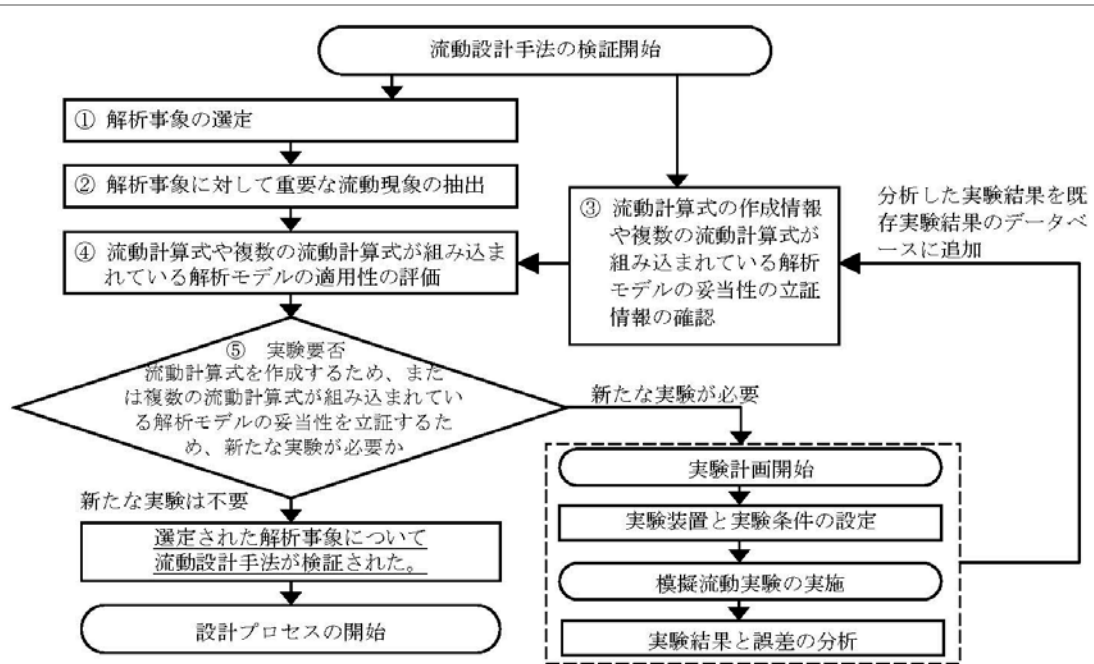 流動設計手法の検証開始
① 解析事象の選定
② 解析事象に対して重要な流動現象の抽出
③ 流動計算式の作成情報
や複数の流動計算式が
組み込まれている解析
モデルの妥当性の立証
情報の確認
分析した実験結果を既
存実験結果のデータベ
ースに追加
④ 流動計算式や複数の流動計算式が組み込ま
れている解析モデルの適用性の評価
⑤ 実験要否
流動計算式を作成するため、また
は複数の流動計算式が組み込まれてい
る解析モデルの妥当性を立証するた
め、新たな実験が必要か
新たな実験が必要
新たな実験は不要
選定された解析事象について
流動設計手法が検証された。
設計プロセスの開始
実験計画開始
実験装置と実験条件の設定
模擬流動実験の実施
実験結果と誤差の分析